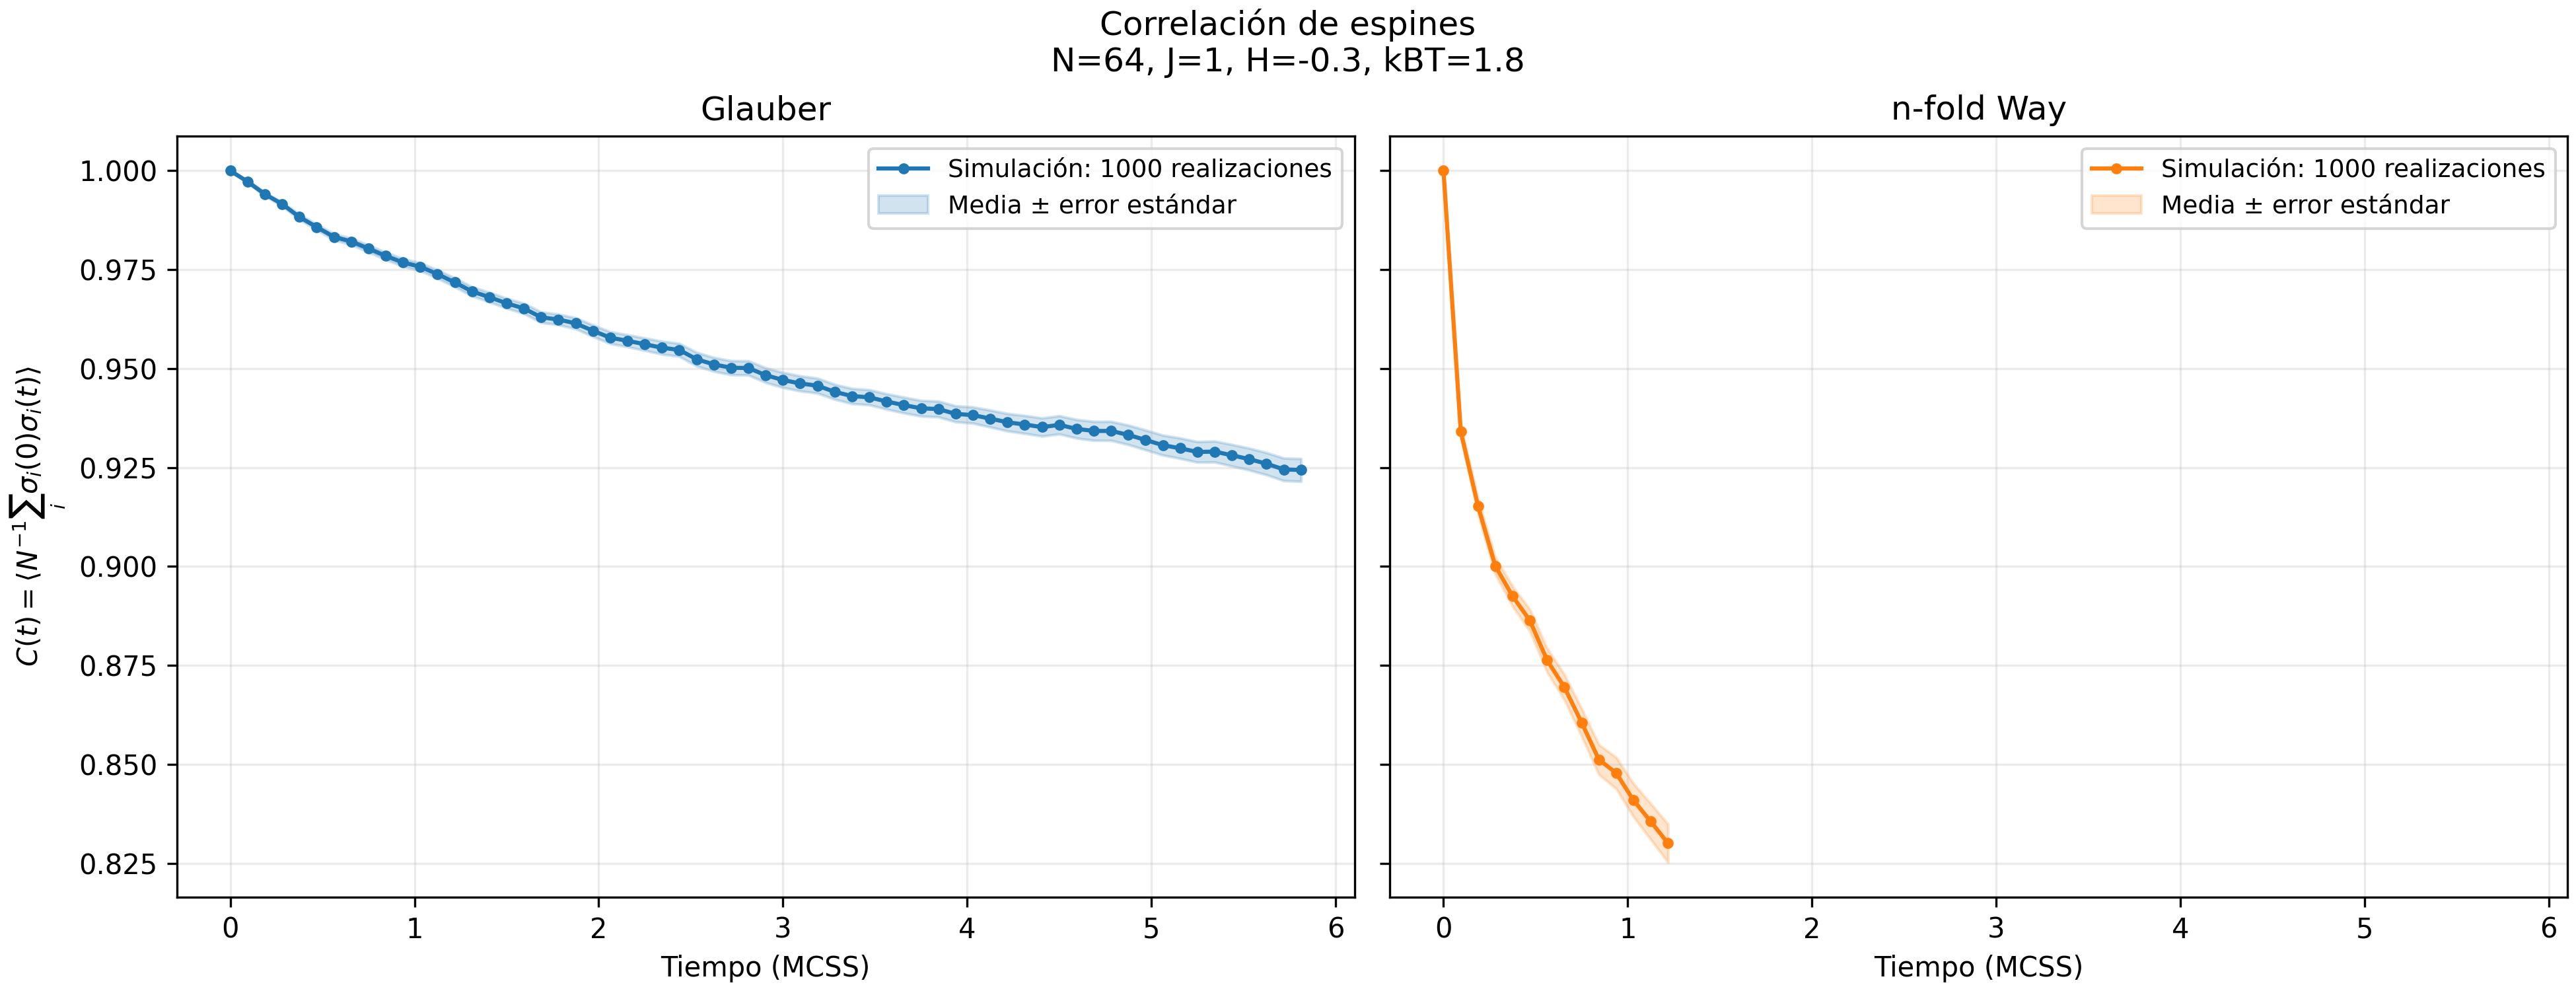 Correlación de espines
N=64, J=1, H=-0.3, kBT=1.8
Glauber
n-fold Way
C(t) = ⟨N⁻¹∑ᵢσᵢ(0)σᵢ(t)⟩
1.000
0.975
0.950
0.925
0.900
0.875
0.850
0.825
Simulación: 1000 realizaciones
Media ± error estándar
0 1 2 3 4 5 6
Tiempo (MCSS)
Simulación: 1000 realizaciones
Media ± error estándar
0 1 2 3 4 5 6
Tiempo (MCSS)